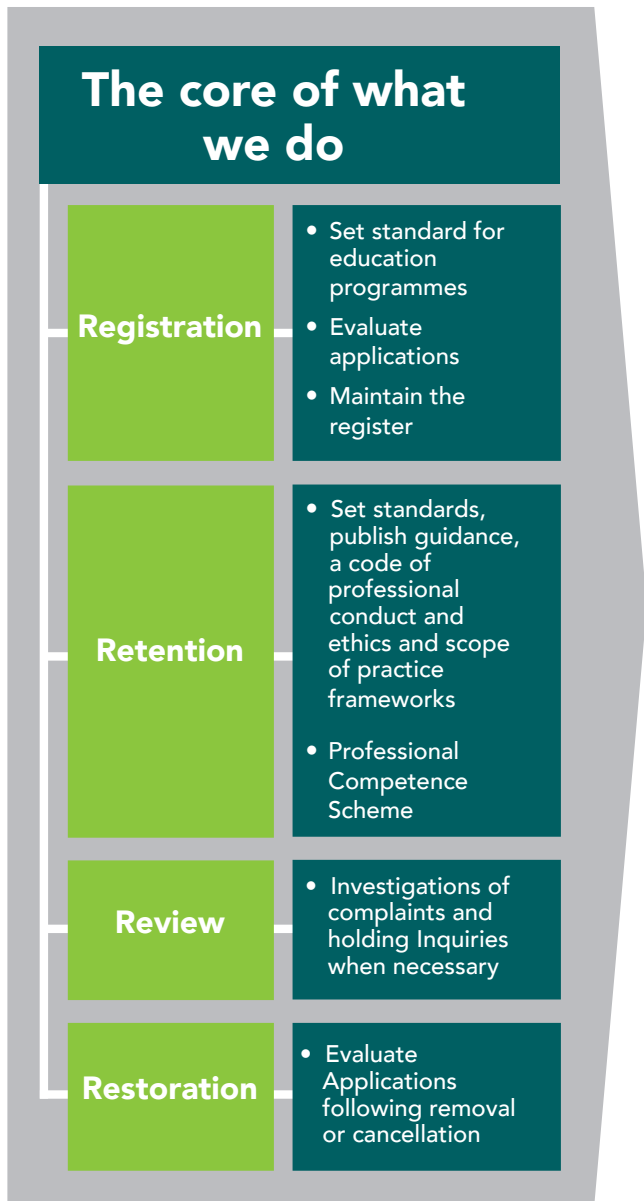 The core of what
we do
Registration
• Set standard for
education
programmes
• Evaluate
applications
• Maintain the
register
Retention
• Set standards,
publish guidance,
a code of
professional
conduct and
ethics and scope
of practice
frameworks
• Professional
Competence
Scheme
Review
• Investigations of
complaints and
holding Inquiries
when necessary
Restoration
• Evaluate
Applications
following removal
or cancellation